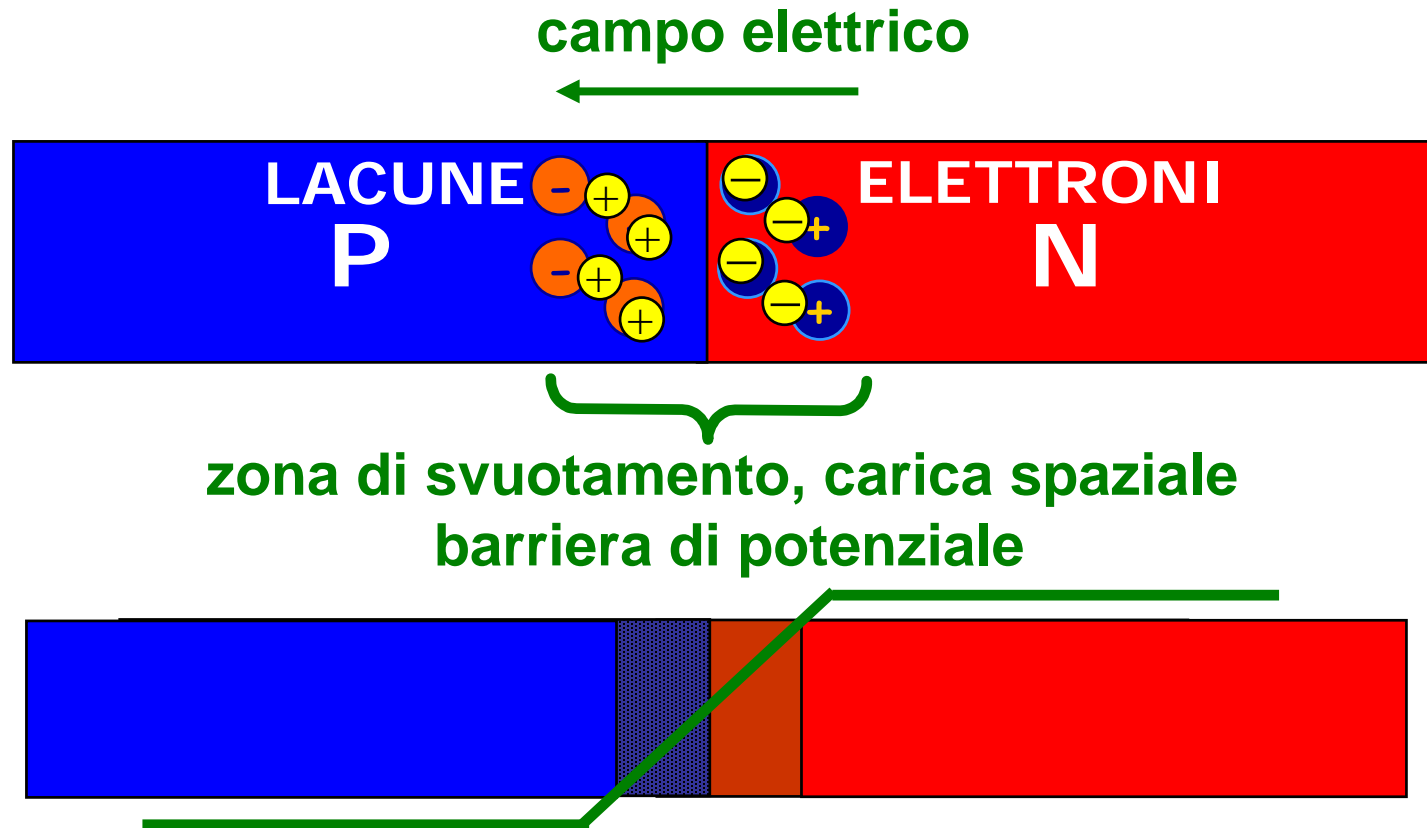 campo elettrico
LACUNE - + + - + +
P
− − + − − +
ELETTRONI
N
zona di svuotamento, carica spaziale
barriera di potenziale